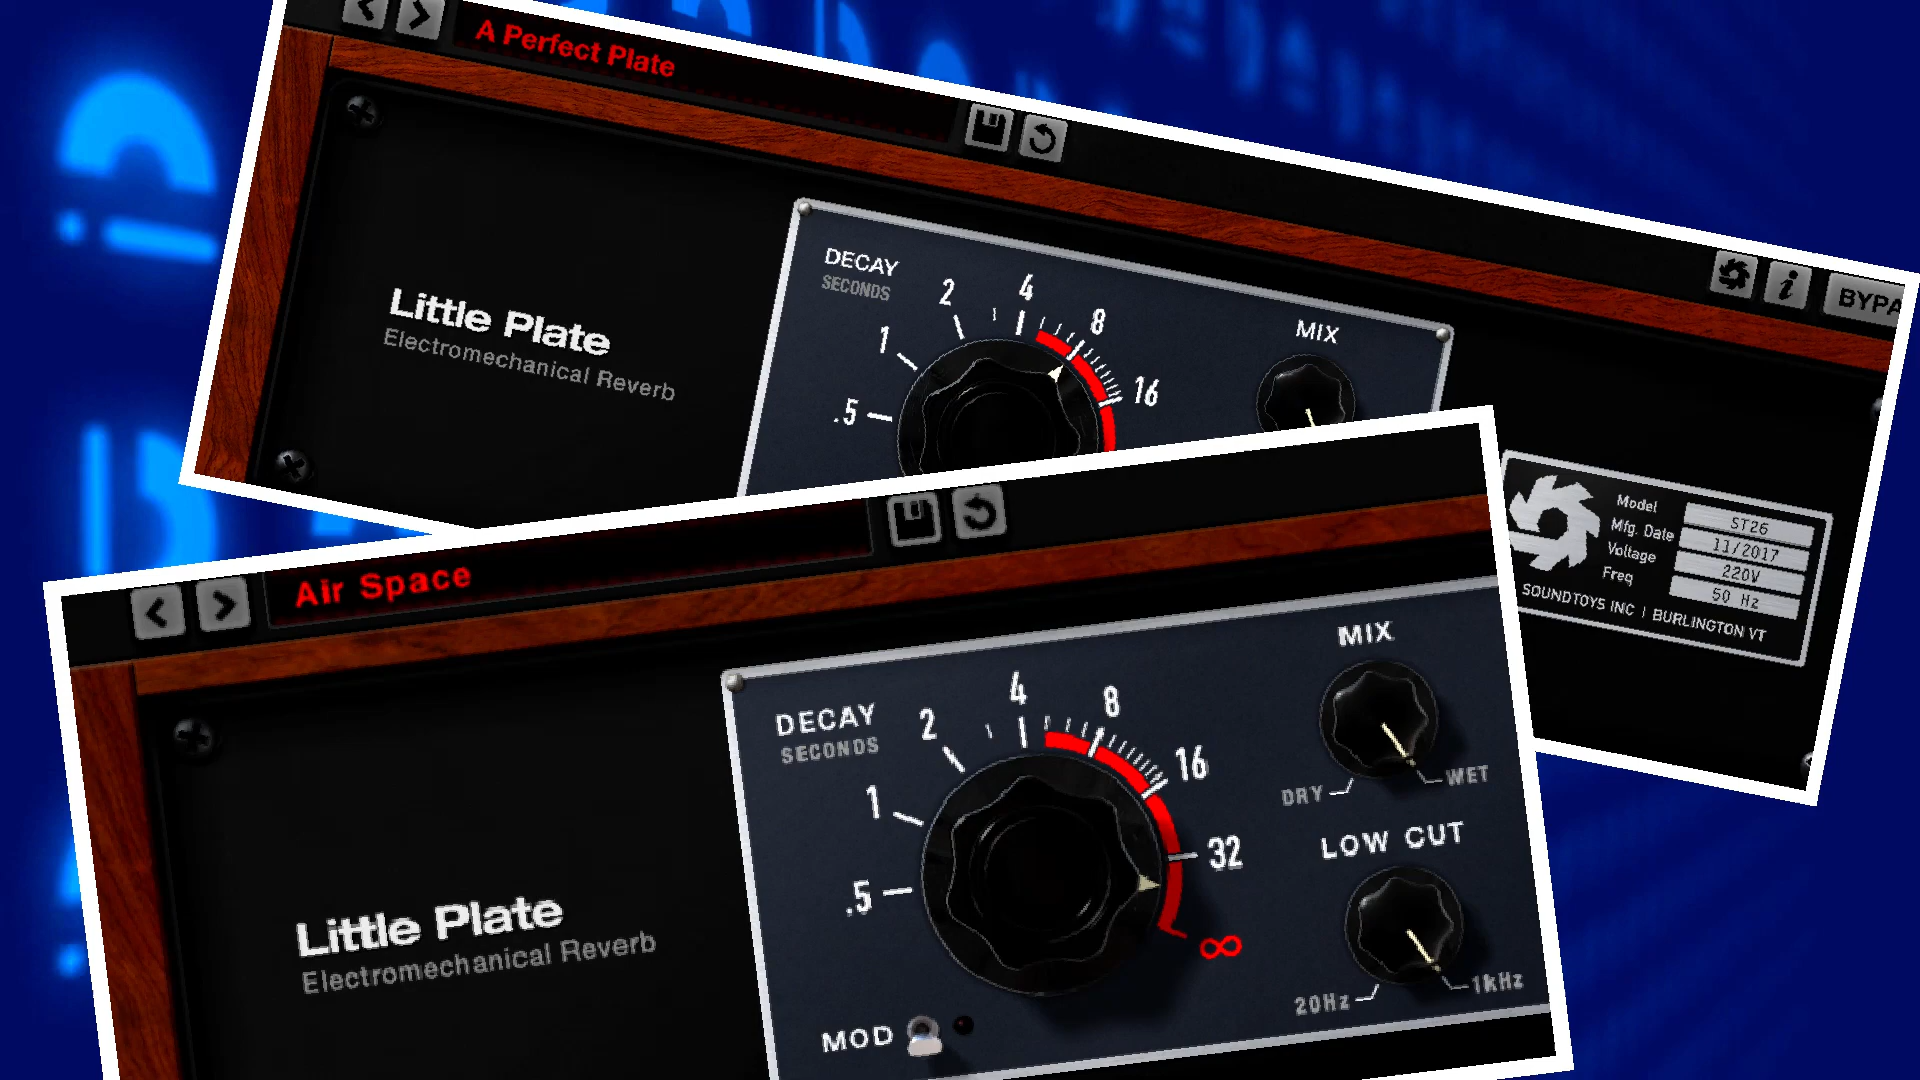 A Perfect Plate
BYPA
Little Plate
Electromechanical Reverb
DECAY
SECONDS
.5
1
2
4
8
16
MIX
Model ST26
Mfg. Date 11/2017
Voltage 220V
Freq 50 Hz
SOUNDTOYS INC | BURLINGTON VT
Air Space
Little Plate
Electromechanical Reverb
DECAY
SECONDS
.5
1
2
4
8
16
32
∞
MOD
MIX
DRY
WET
LOW CUT
20Hz
1kHz